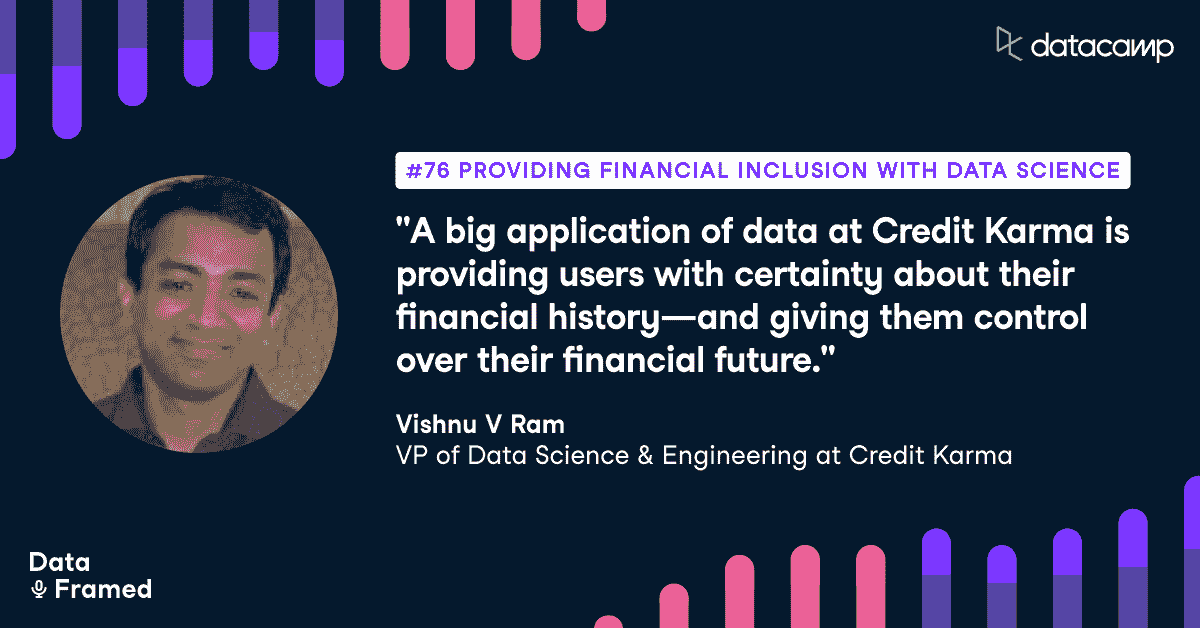 datacamp
#76 PROVIDING FINANCIAL INCLUSION WITH DATA SCIENCE
"A big application of data at Credit Karma is
providing users with certainty about their
financial history—and giving them control
over their financial future."
Vishnu V Ram
VP of Data Science & Engineering at Credit Karma
Data
Framed